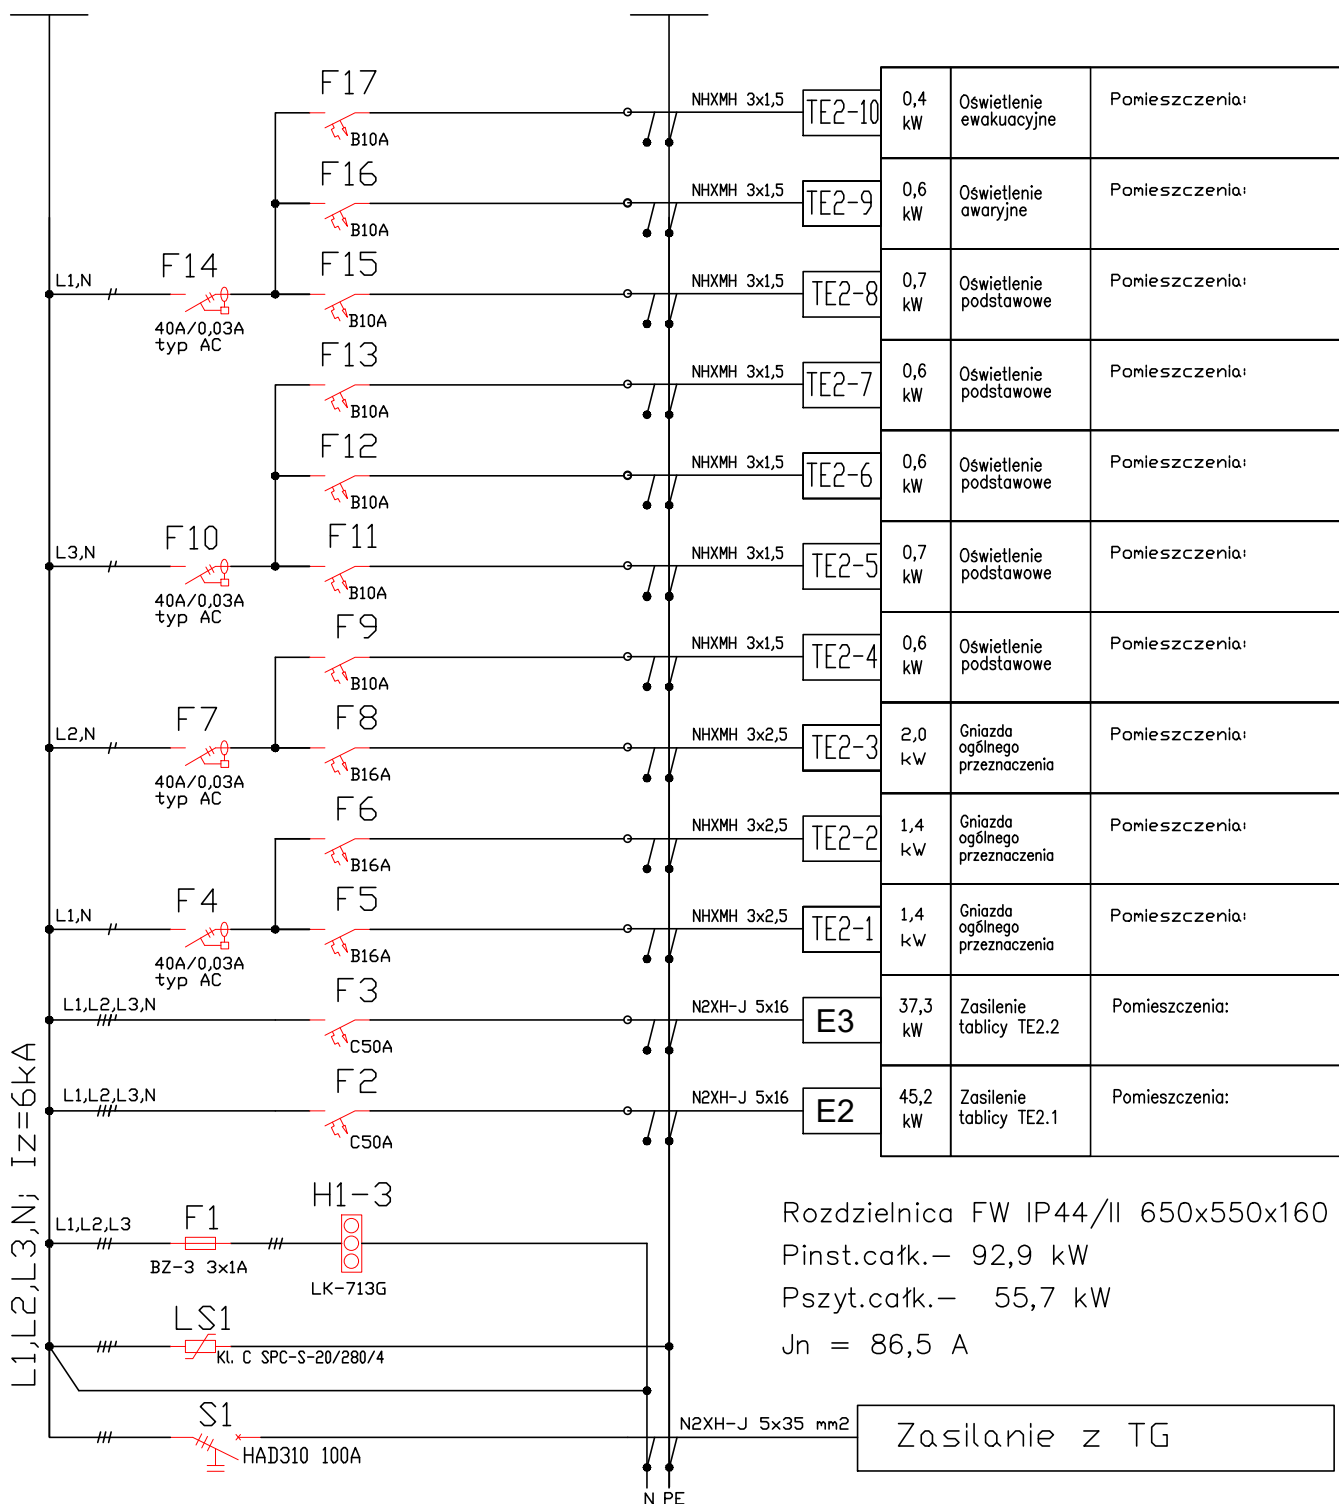 F17
B10A
NHXMH 3x1,5
TE2-10
0,4
kW
Oświetlenie
ewakuacyjne
Pomieszczenia:
F16
B10A
NHXMH 3x1,5
TE2-9
0,6
kW
Oświetlenie
awaryjne
Pomieszczenia:
L1,N
F14
40A/0,03A
typ AC
F15
B10A
NHXMH 3x1,5
TE2-8
0,7
kW
Oświetlenie
podstawowe
Pomieszczenia:
F13
B10A
NHXMH 3x1,5
TE2-7
0,6
kW
Oświetlenie
podstawowe
Pomieszczenia:
F12
B10A
NHXMH 3x1,5
TE2-6
0,6
kW
Oświetlenie
podstawowe
Pomieszczenia:
L3,N
F10
40A/0,03A
typ AC
F11
B10A
NHXMH 3x1,5
TE2-5
0,7
kW
Oświetlenie
podstawowe
Pomieszczenia:
F9
B10A
NHXMH 3x1,5
TE2-4
0,6
kW
Oświetlenie
podstawowe
Pomieszczenia:
L2,N
F7
40A/0,03A
typ AC
F8
B16A
NHXMH 3x2,5
TE2-3
2,0
kW
Gniazda
ogólnego
przeznaczenia
Pomieszczenia:
F6
B16A
NHXMH 3x2,5
TE2-2
1,4
kW
Gniazda
ogólnego
przeznaczenia
Pomieszczenia:
L1,N
F4
40A/0,03A
typ AC
F5
B16A
NHXMH 3x2,5
TE2-1
1,4
kW
Gniazda
ogólnego
przeznaczenia
Pomieszczenia:
L1,L2,L3,N
F3
C50A
N2XH-J 5x16
E3
37,3
kW
Zasilenie
tablicy TE2.2
Pomieszczenia:
L1,L2,L3,N
F2
C50A
N2XH-J 5x16
E2
45,2
kW
Zasilenie
tablicy TE2.1
Pomieszczenia:
L1,L2,L3,N; Iz=6kA
L1,L2,L3
F1
BZ-3 3x1A
H1-3
LK-713G
LS1
Kl. C SPC-S-20/280/4
S1
HAD310 100A
Rozdzielnica FW IP44/II 650x550x160
Pinst.całk.– 92,9 kW
Pszyt.całk.– 55,7 kW
Jn = 86,5 A
N2XH-J 5x35 mm2
Zasilanie z TG
N PE